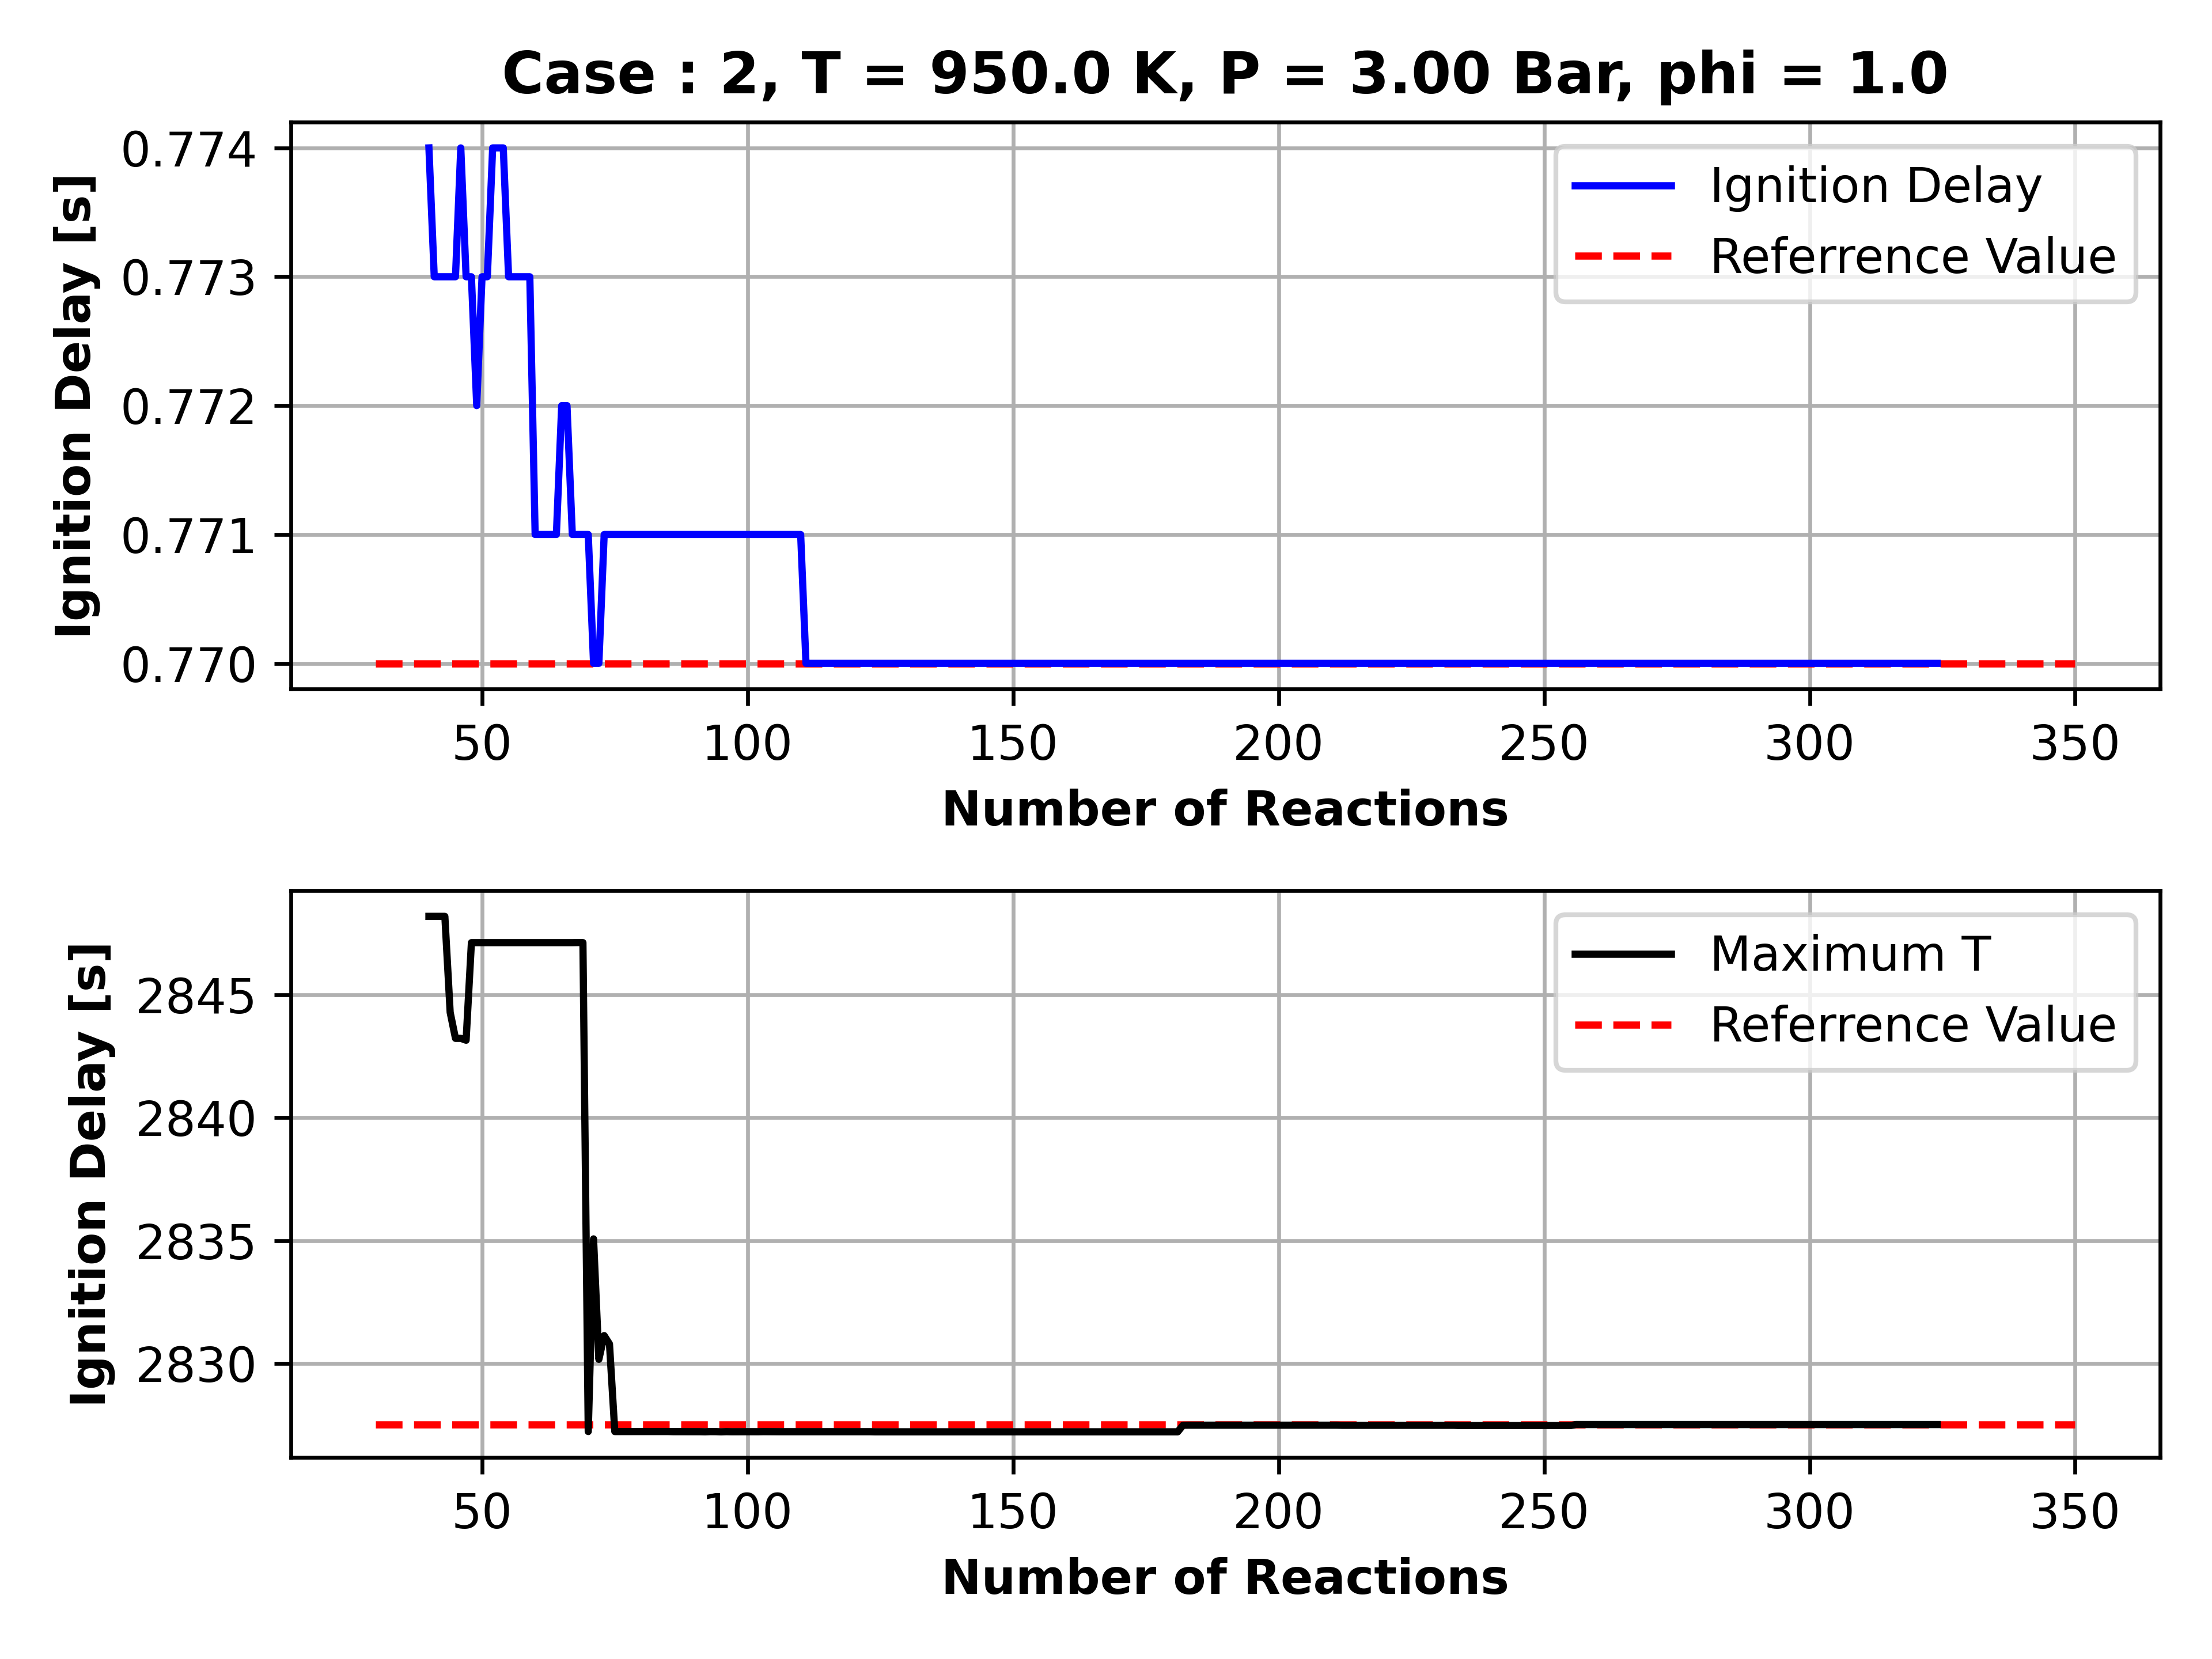 Case : 2, T = 950.0 K, P = 3.00 Bar, phi = 1.0
Ignition Delay [s]
0.774
0.773
0.772
0.771
0.770
Ignition Delay
Referrence Value
50 100 150 200 250 300 350
Number of Reactions
Ignition Delay [s]
2845
2840
2835
2830
Maximum T
Referrence Value
50 100 150 200 250 300 350
Number of Reactions